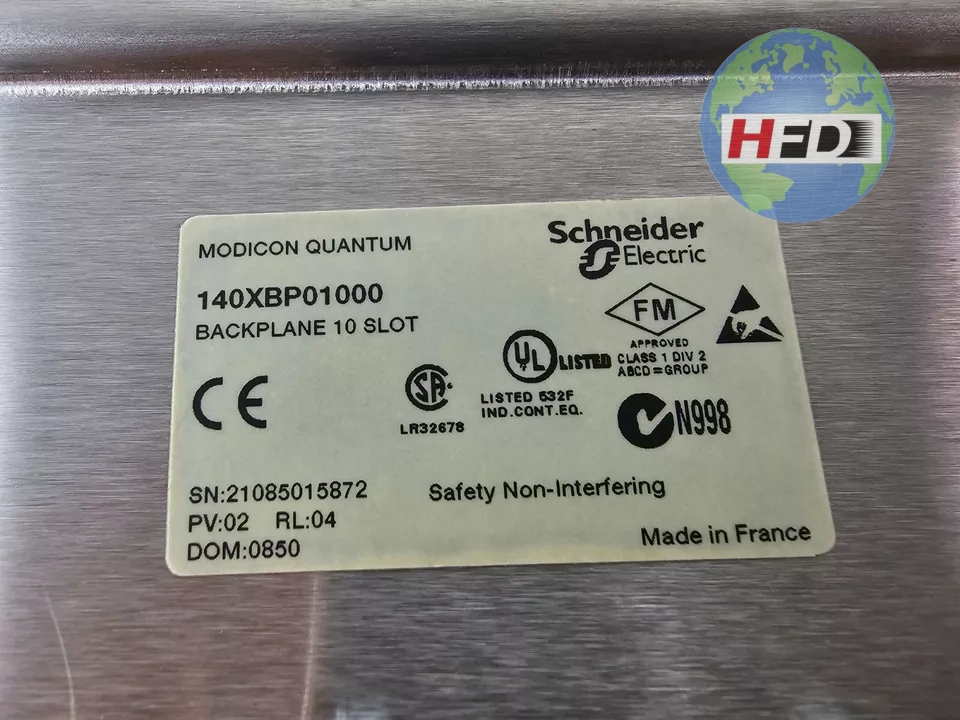 HFD
MODICON QUANTUM
Schneider
Electric
140XBP01000
BACKPLANE 10 SLOT
FM
APPROVED
CLASS 1 DIV 2
ABCD=GROUP
CE
SA
LR32678
UL
LISTED
LISTED 532F
IND.CONT.EQ.
N998
SN:21085015872
Safety Non-Interfering
PV:02 RL:04
DOM:0850
Made in France